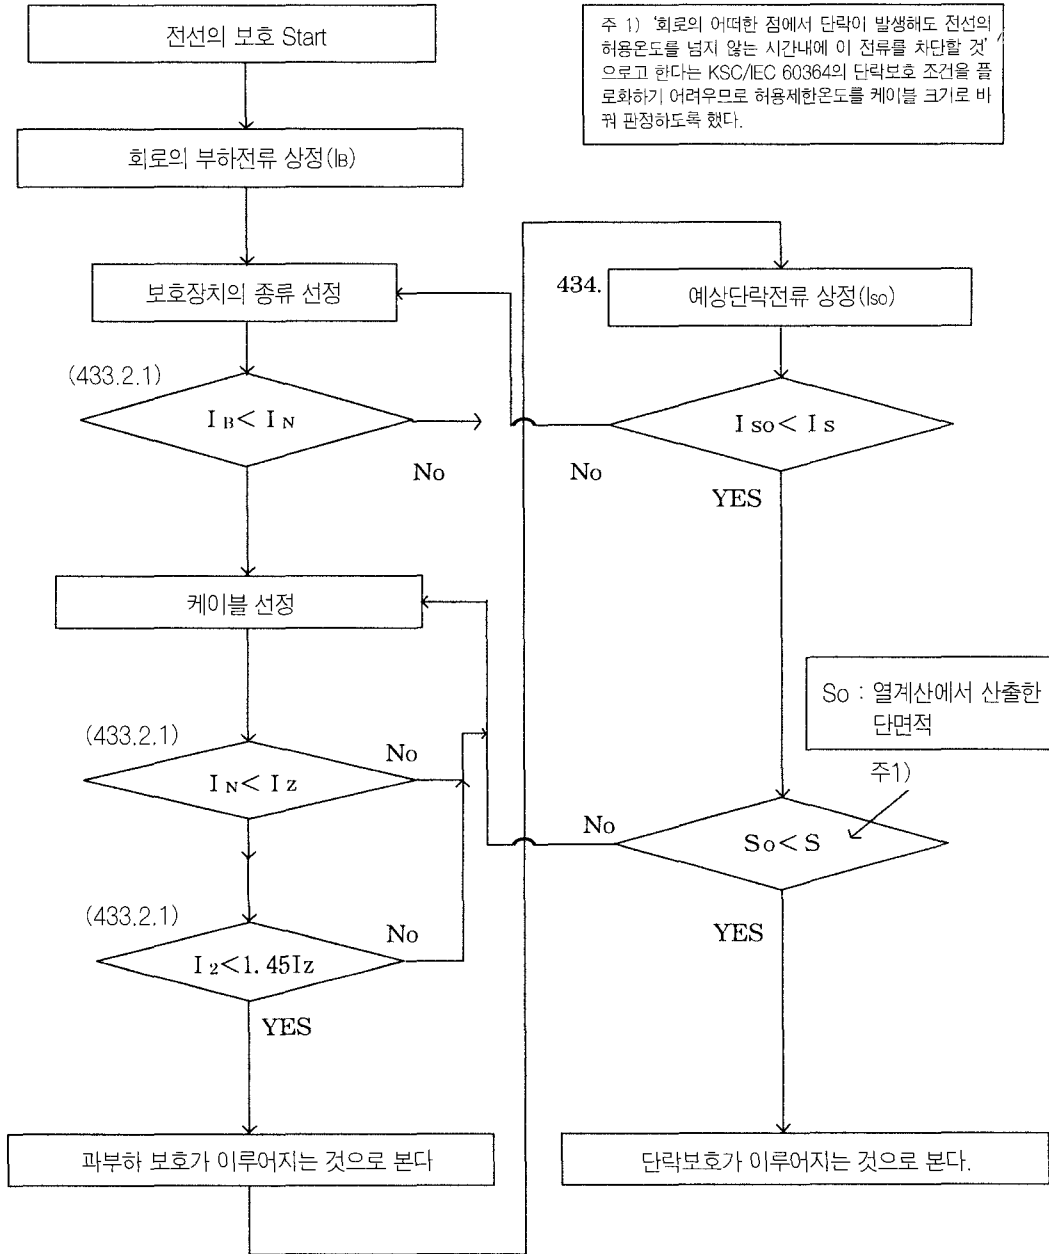 전선의 보호 Start
주 1) '회로의 어떠한 점에서 단락이 발생해도 전선의
허용온도를 넘지 않는 시간내에 이 전류를 차단할 것'
으로고 한다는 KSC/IEC 60364의 단락보호 조건을 플
로화하기 어려우므로 허용제한온도를 케이블 크기로 바
꿔 판정하도록 했다.
회로의 부하전류 상정(IB)
보호장치의 종류 선정
(433.2.1)
IB< IN
No
케이블 선정
(433.2.1)
IN< Iz
No
(433.2.1)
I2<1.45Iz
No
YES
과부하 보호가 이루어지는 것으로 본다
434.
예상단락전류 상정(Iso)
Iso< Is
No
YES
So : 열계산에서 산출한
단면적
주1)
So< S
No
YES
단락보호가 이루어지는 것으로 본다.